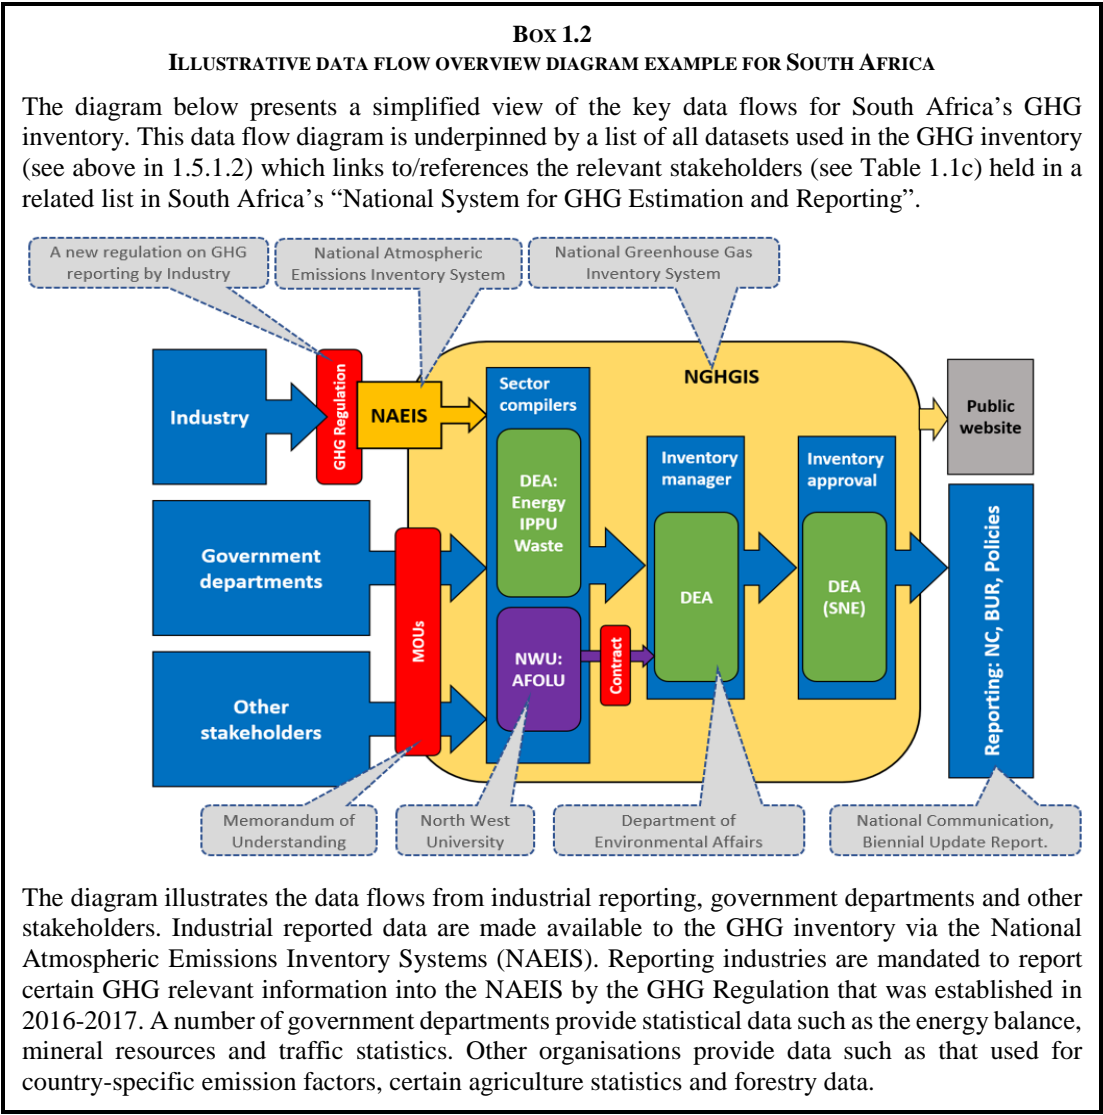 BOX 1.2
ILLUSTRATIVE DATA FLOW OVERVIEW DIAGRAM EXAMPLE FOR SOUTH AFRICA
The diagram below presents a simplified view of the key data flows for South Africa's GHG
inventory. This data flow diagram is underpinned by a list of all datasets used in the GHG inventory
(see above in 1.5.1.2) which links to/references the relevant stakeholders (see Table 1.1c) held in a
related list in South Africa's “National System for GHG Estimation and Reporting”.
A new regulation on GHG
reporting by Industry
National Atmospheric
Emissions Inventory System
National Greenhouse Gas
Inventory System
Industry
GHG Regulation
NAEIS
Sector
compilers
NGHGIS
Public
website
DEA:
Energy
IPPU
Waste
Inventory
manager
Inventory
approval
Government
departments
MOUs
DEA
DEA
(SNE)
Reporting: NC, BUR, Policies
NWU:
AFOLU
Contract
Other
stakeholders
Memorandum of
Understanding
North West
University
Department of
Environmental Affairs
National Communication,
Biennial Update Report.
The diagram illustrates the data flows from industrial reporting, government departments and other
stakeholders. Industrial reported data are made available to the GHG inventory via the National
Atmospheric Emissions Inventory Systems (NAEIS). Reporting industries are mandated to report
certain GHG relevant information into the NAEIS by the GHG Regulation that was established in
2016-2017. A number of government departments provide statistical data such as the energy balance,
mineral resources and traffic statistics. Other organisations provide data such as that used for
country-specific emission factors, certain agriculture statistics and forestry data.